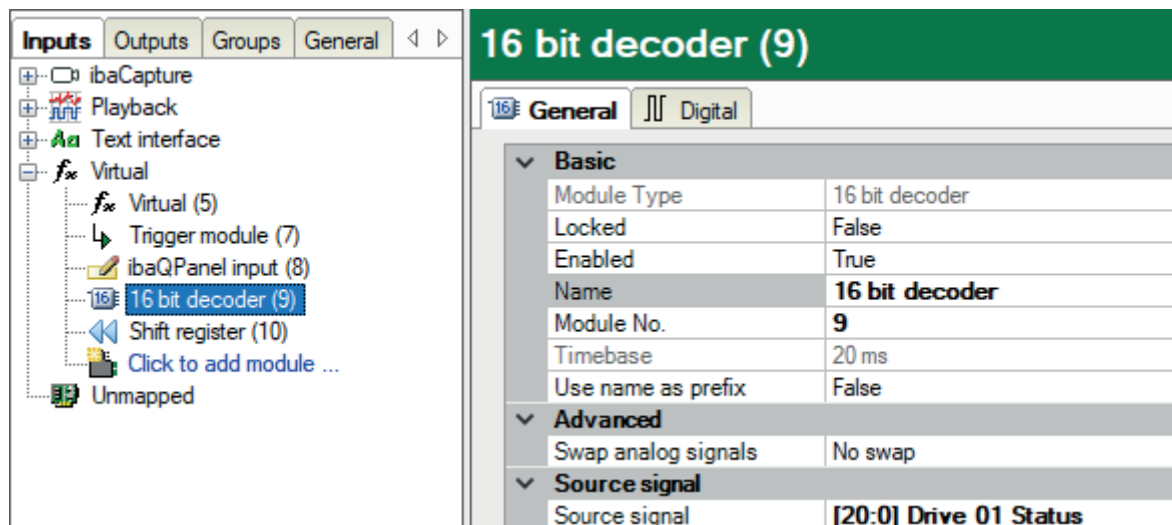 Inputs Outputs Groups General
ibaCapture
Playback
Text interface
Virtual
Virtual (5)
Trigger module (7)
ibaQPanel input (8)
16 bit decoder (9)
Shift register (10)
Click to add module ...
Unmapped
16 bit decoder (9)
General Digital
Basic
Module Type 16 bit decoder
Locked False
Enabled True
Name 16 bit decoder
Module No. 9
Timebase 20 ms
Use name as prefix False
Advanced
Swap analog signals No swap
Source signal
Source signal [20:0] Drive 01 Status